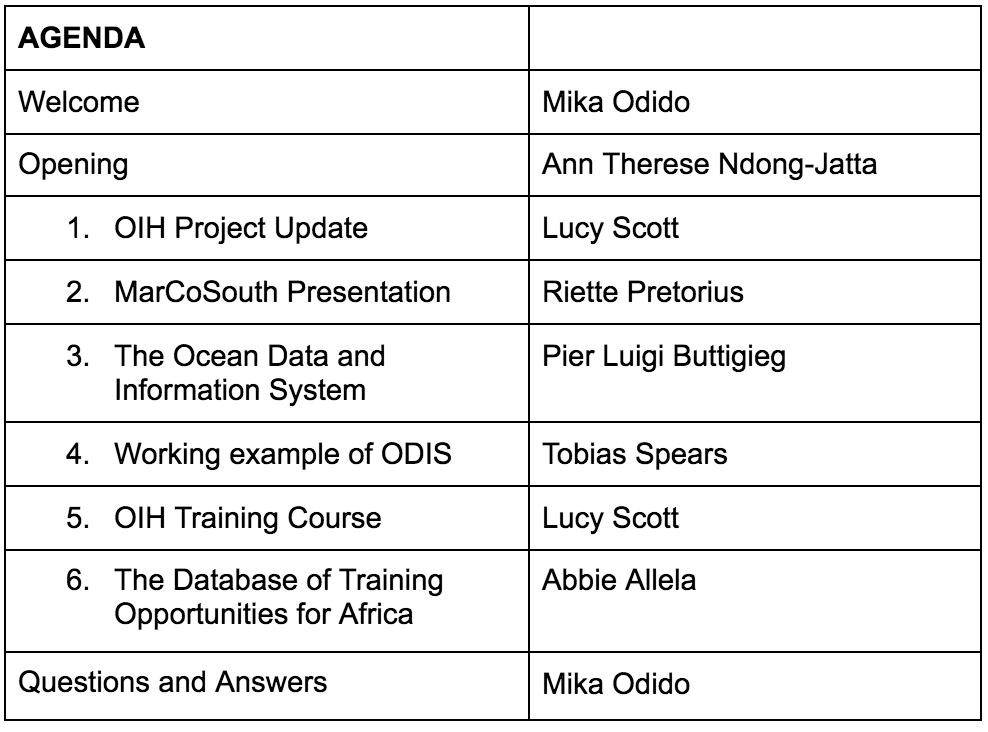 AGENDA
Welcome Mika Odido
Opening Ann Therese Ndong-Jatta
1. OIH Project Update Lucy Scott
2. MarCoSouth Presentation Riette Pretorius
3. The Ocean Data and Pier Luigi Buttigieg
Information System
4. Working example of ODIS Tobias Spears
5. OIH Training Course Lucy Scott
6. The Database of Training Abbie Allela
Opportunities for Africa
Questions and Answers Mika Odido